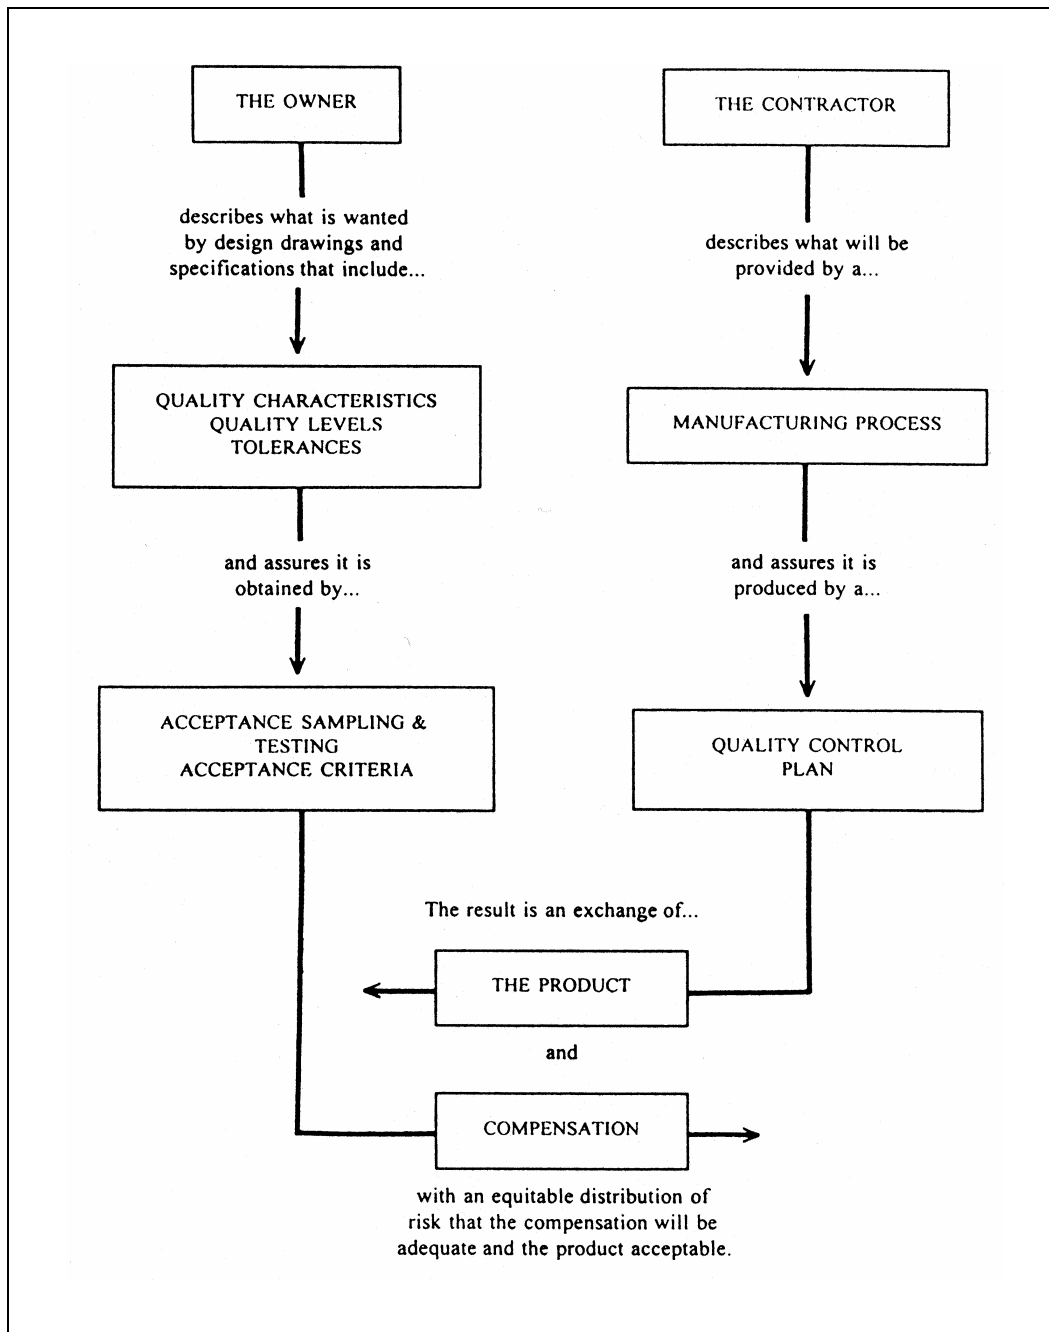 THE OWNER
describes what is wanted
by design drawings and
specifications that include...
QUALITY CHARACTERISTICS
QUALITY LEVELS
TOLERANCES
and assures it is
obtained by...
ACCEPTANCE SAMPLING &
TESTING
ACCEPTANCE CRITERIA
THE CONTRACTOR
describes what will be
provided by a...
MANUFACTURING PROCESS
and assures it is
produced by a...
QUALITY CONTROL
PLAN
The result is an exchange of...
THE PRODUCT
and
COMPENSATION
with an equitable distribution of
risk that the compensation will be
adequate and the product acceptable.